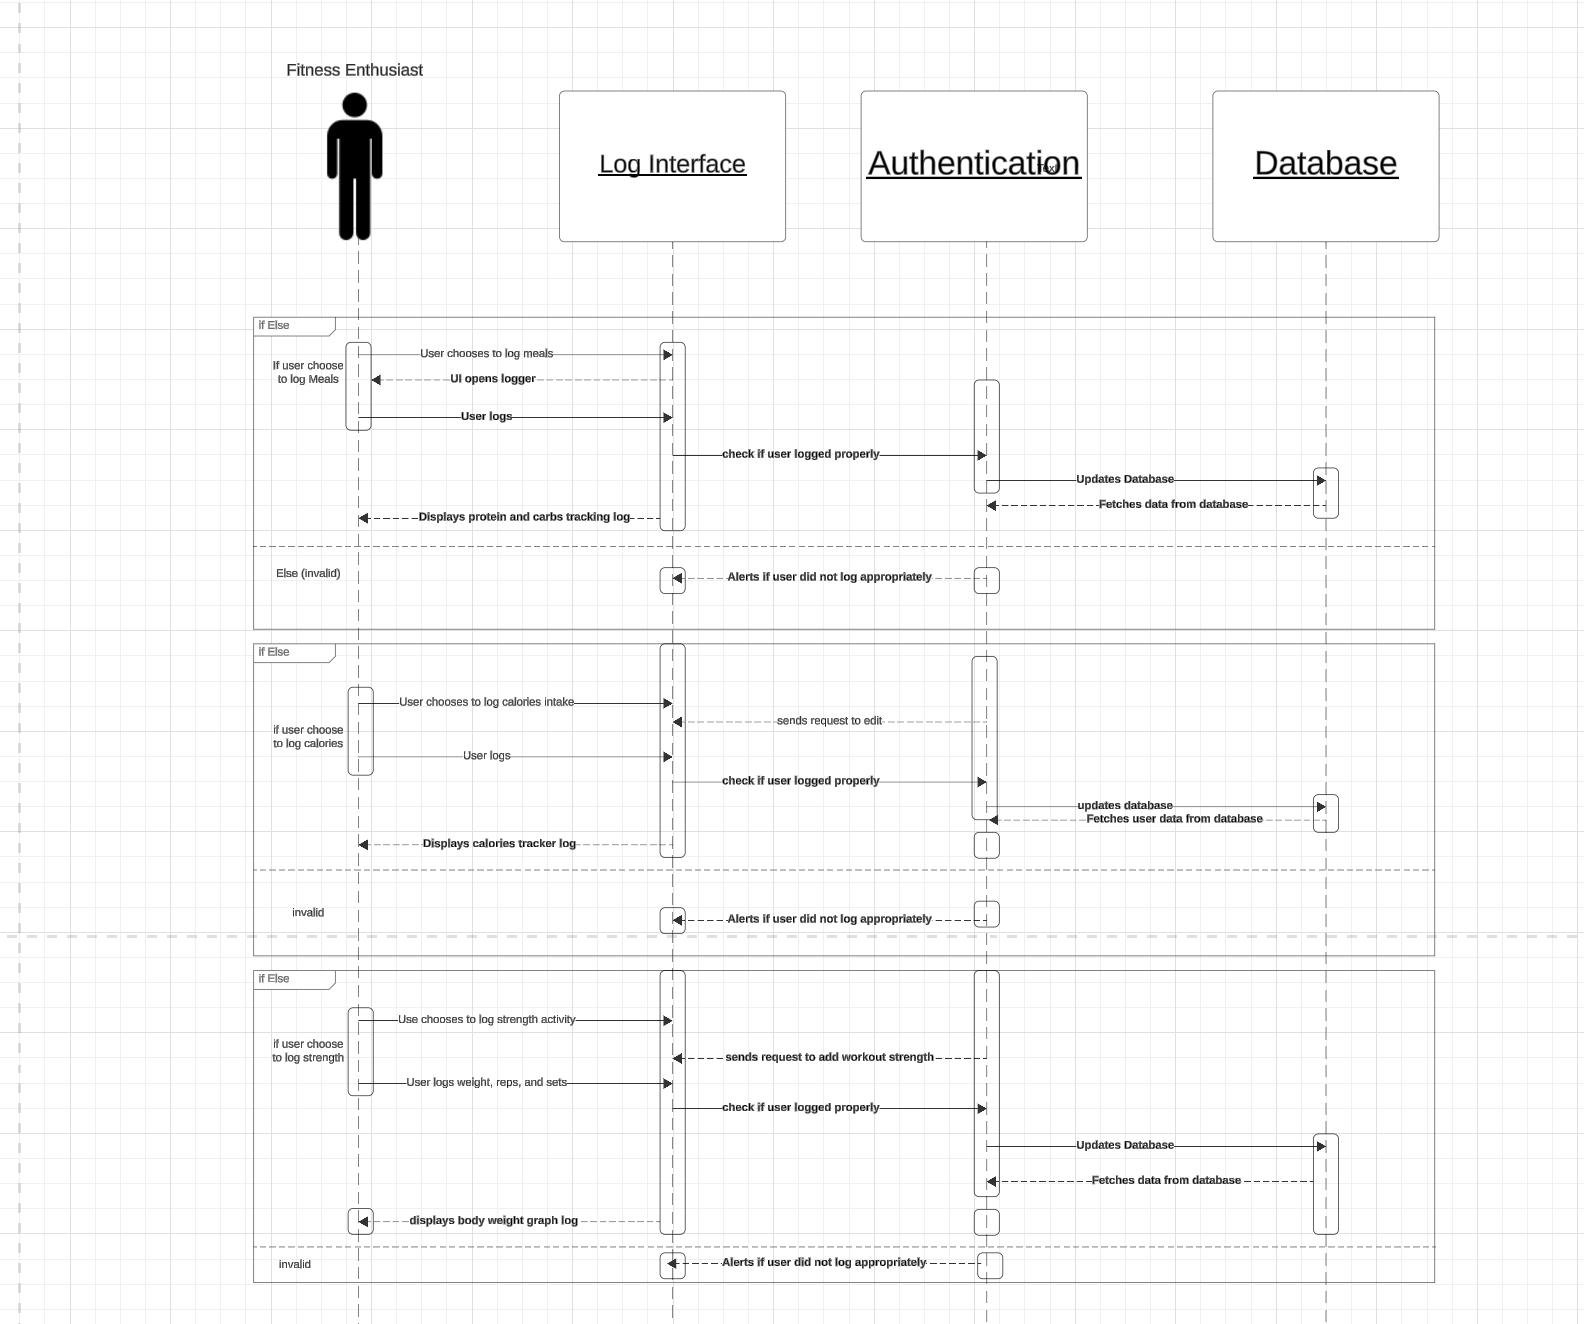 Fitness Enthusiast
Log Interface
Authentication
Text
Database
if Else
If user choose
to log Meals
User chooses to log meals
UI opens logger
User logs
check if user logged properly
Updates Database
Fetches data from database
Displays protein and carbs tracking log
Else (invalid)
Alerts if user did not log appropriately
if Else
if user choose
to log calories
User chooses to log calories intake
sends request to edit
User logs
check if user logged properly
updates database
Fetches user data from database
Displays calories tracker log
invalid
Alerts if user did not log appropriately
if Else
if user choose
to log strength
Use chooses to log strength activity
sends request to add workout strength
User logs weight, reps, and sets
check if user logged properly
Updates Database
Fetches data from database
displays body weight graph log
invalid
Alerts if user did not log appropriately